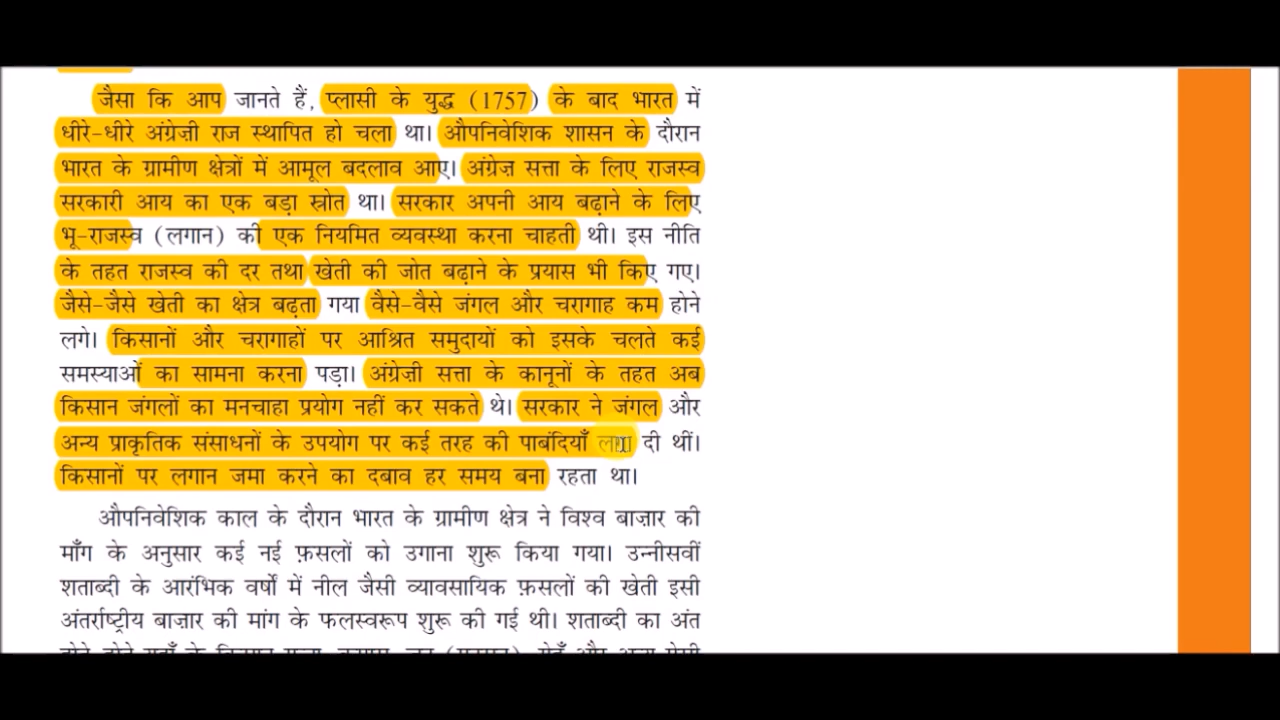 जैसा कि आप जानते हैं, प्लासी के युद्ध (1757) के बाद भारत में
धीरे-धीरे अंग्रेज़ी राज स्थापित हो चला था। औपनिवेशिक शासन के दौरान
भारत के ग्रामीण क्षेत्रों में आमूल बदलाव आए। अंग्रेज़ सत्ता के लिए राजस्व
सरकारी आय का एक बड़ा स्रोत था। सरकार अपनी आय बढ़ाने के लिए
भू-राजस्व (लगान) की एक नियमित व्यवस्था करना चाहती थी। इस नीति
के तहत राजस्व की दर तथा खेती की जोत बढ़ाने के प्रयास भी किए गए।
जैसे-जैसे खेती का क्षेत्र बढ़ता गया वैसे-वैसे जंगल और चरागाह कम होने
लगे। किसानों और चरागाहों पर आश्रित समुदायों को इसके चलते कई
समस्याओं का सामना करना पड़ा। अंग्रेज़ी सत्ता के कानूनों के तहत अब
किसान जंगलों का मनचाहा प्रयोग नहीं कर सकते थे। सरकार ने जंगल और
अन्य प्राकृतिक संसाधनों के उपयोग पर कई तरह की पाबंदियाँ लगा दी थीं।
किसानों पर लगान जमा करने का दबाव हर समय बना रहता था।
औपनिवेशिक काल के दौरान भारत के ग्रामीण क्षेत्र ने विश्व बाज़ार की
माँग के अनुसार कई नई फ़सलों को उगाना शुरू किया गया। उन्नीसवीं
शताब्दी के आरंभिक वर्षों में नील जैसी व्यावसायिक फ़सलों की खेती इसी
अंतर्राष्ट्रीय बाज़ार की मांग के फलस्वरूप शुरू की गई थी। शताब्दी का अंत